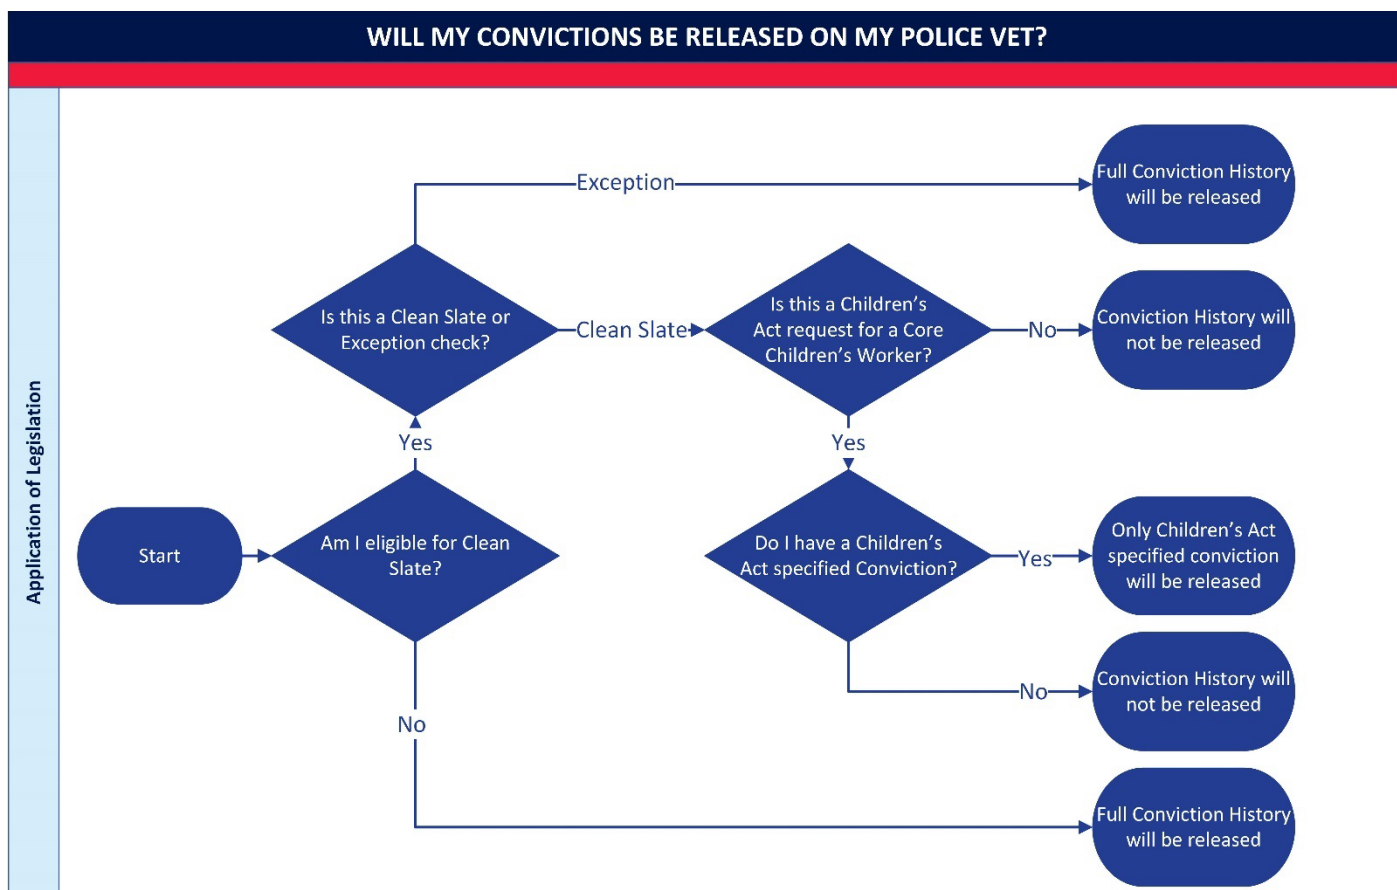 WILL MY CONVICTIONS BE RELEASED ON MY POLICE VET?
Application of Legislation
Exception
Full Conviction History
will be released
Is this a Clean Slate or
Exception check?
Clean Slate
Is this a Children’s
Act request for a Core
Children’s Worker?
No
Conviction History will
not be released
Yes
Yes
Start
Am I eligible for Clean
Slate?
Do I have a Children’s
Act specified Conviction?
Yes
Only Children’s Act
specified conviction
will be released
No
Conviction History will
not be released
No
Full Conviction History
will be released